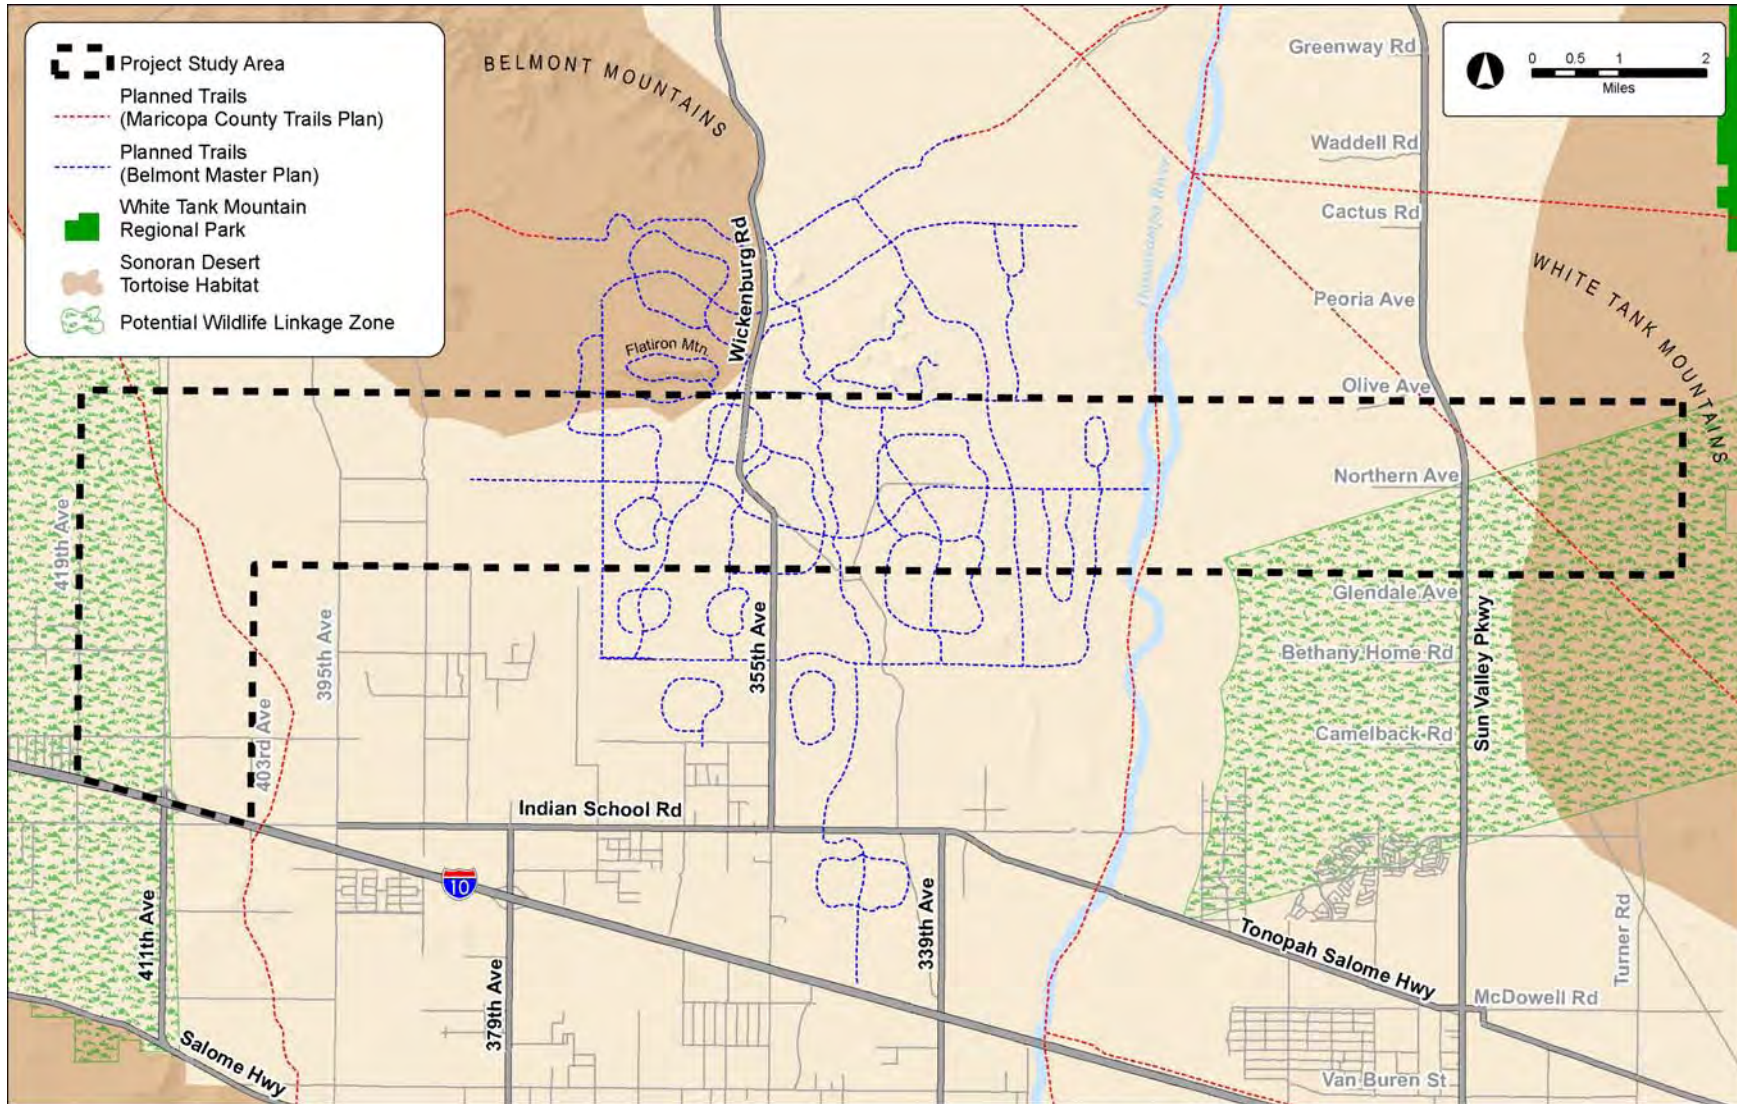 Project Study Area
Planned Trails
(Maricopa County Trails Plan)
Planned Trails
(Belmont Master Plan)
White Tank Mountain
Regional Park
Sonoran Desert
Tortoise Habitat
Potential Wildlife Linkage Zone
BELMONT MOUNTAINS
Greenway Rd
0 0.5 1 2
Miles
Waddell Rd
Hassayampa River
Cactus Rd
Wickenburg Rd
WHITE TANK MOUNTAINS
Peoria Ave
Flatiron Mtn.
Olive Ave
Northern Ave
419th Ave
Glendale Ave
395th Ave
355th Ave
Bethany Home Rd
Sun Valley Pkwy
403rd Ave
Camelback Rd
Indian School Rd
10
411th Ave
339th Ave
Tonopah Salome Hwy
Turner Rd
379th Ave
McDowell Rd
Salome Hwy
Van Buren St